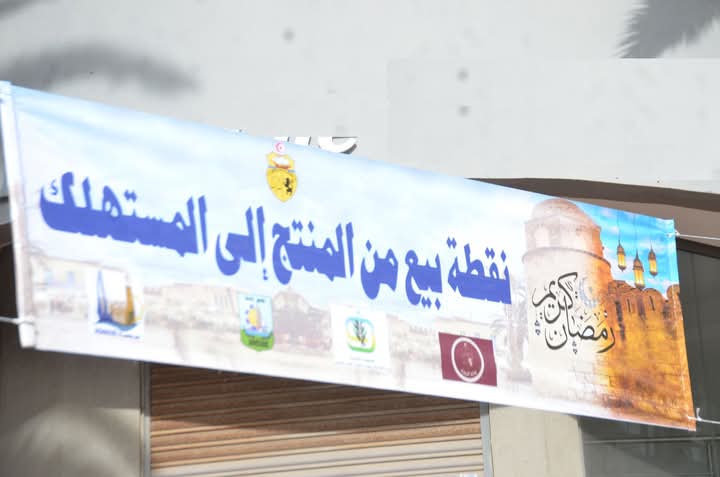 نقطة بيع من المنتج إلى المستهلك
رمضان كريم